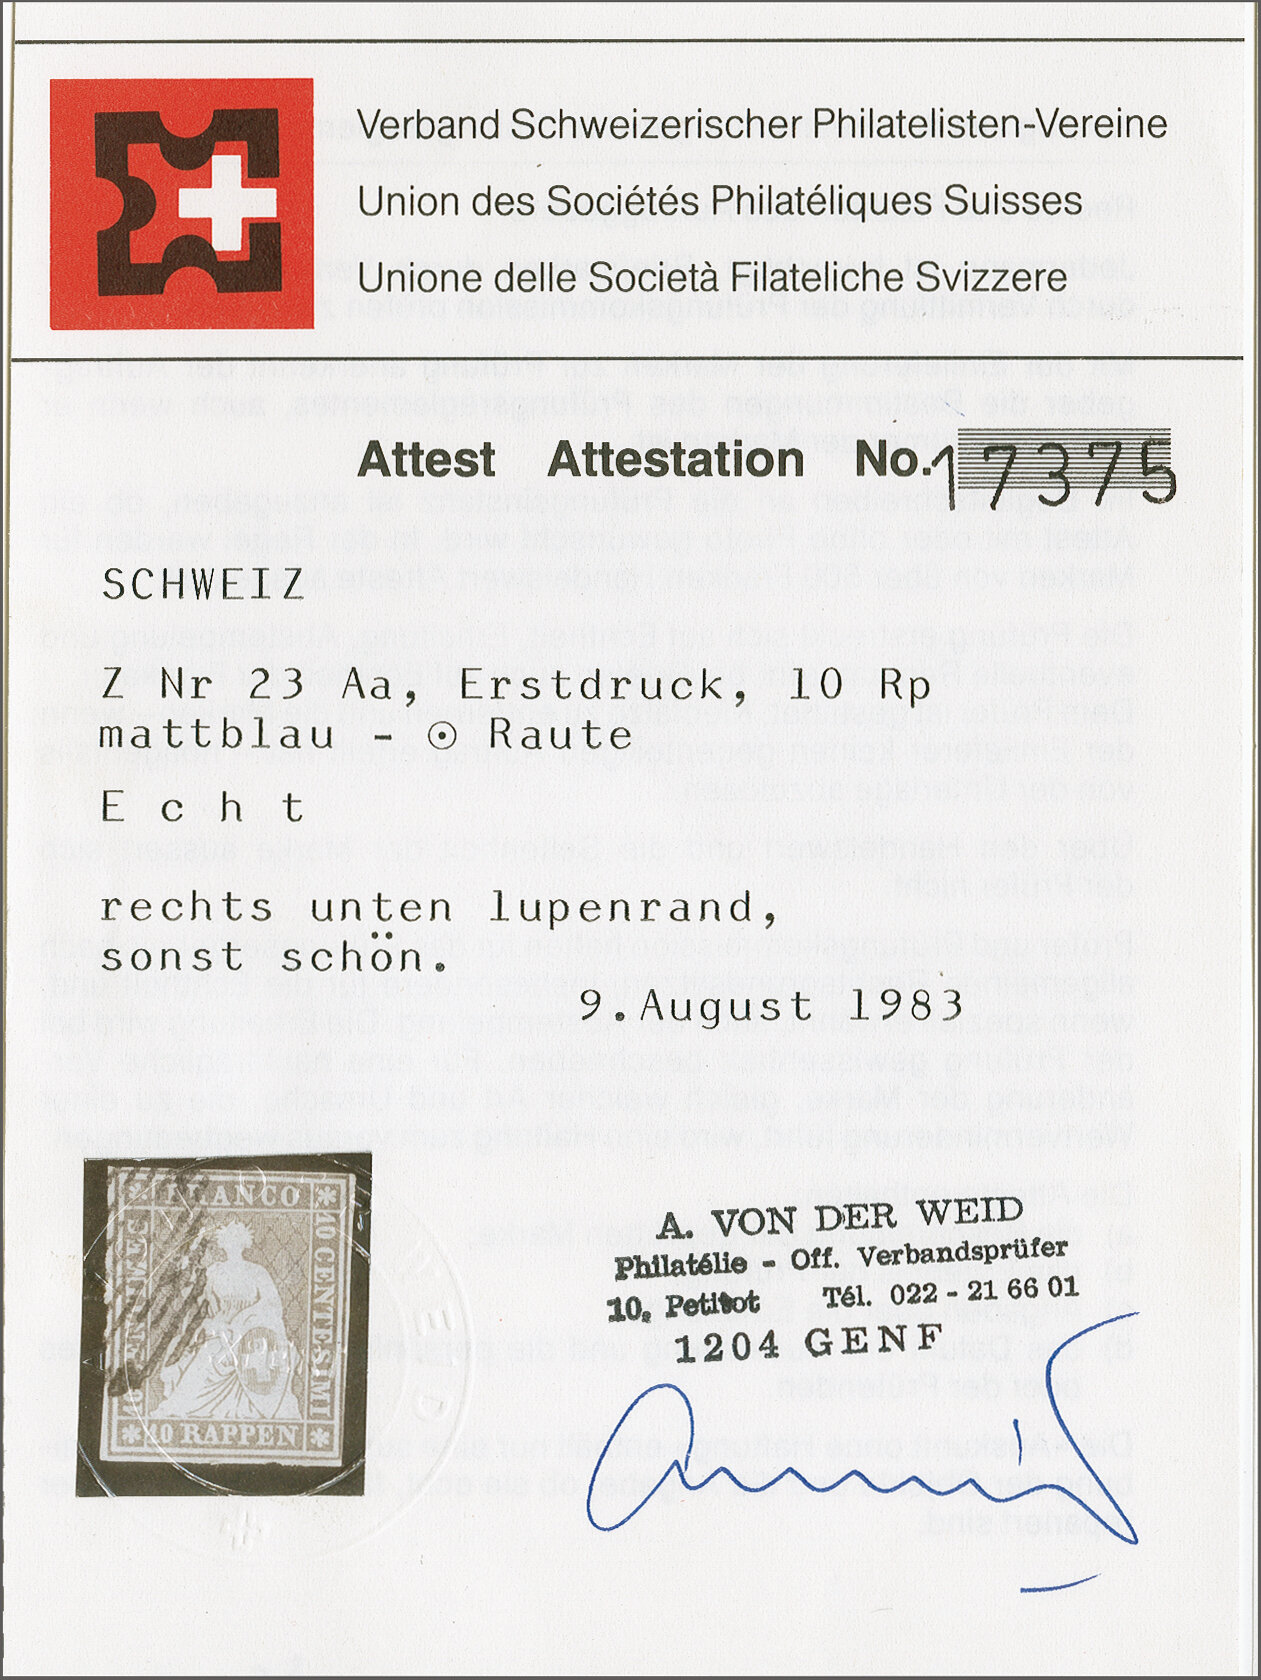 Verband Schweizerischer Philatelisten-Vereine
Union des Sociétés Philatéliques Suisses
Unione delle Società Filateliche Svizzere
Attest Attestation No. 17375
SCHWEIZ
Z Nr 23 Aa, Erstdruck, 10 Rp
mattblau - ⊙ Raute
E c h t
rechts unten lupenrand,
sonst schön.
9.August 1983
FRANCO
10 CENTESIMI
10 RAPPEN
A. VON DER WEID
Philatélie - Off. Verbandsprüfer
10, Petitot Tél. 022 - 21 66 01
1204 GENF